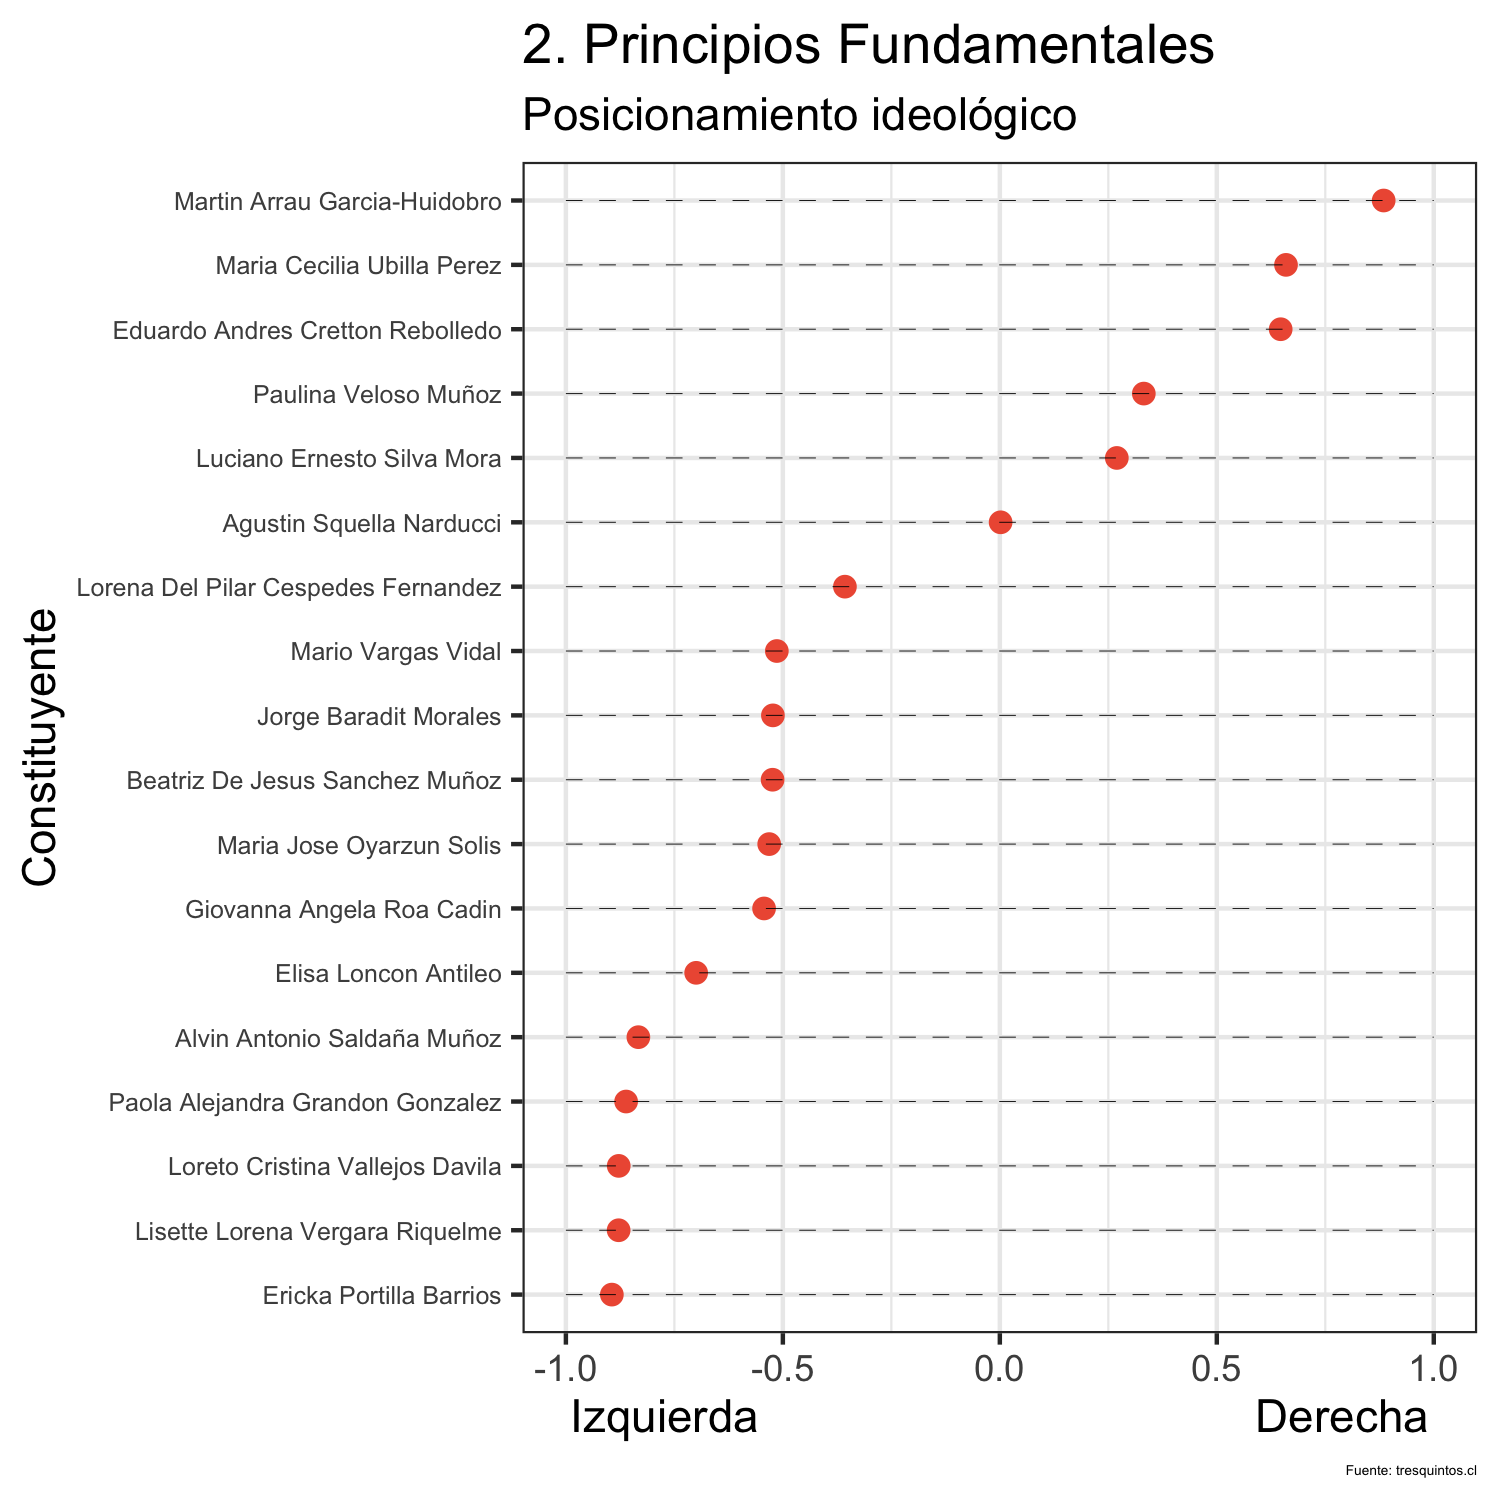 2. Principios Fundamentales
Posicionamiento ideológico
Constituyente
Martin Arrau Garcia-Huidobro
Maria Cecilia Ubilla Perez
Eduardo Andres Cretton Rebolledo
Paulina Veloso Muñoz
Luciano Ernesto Silva Mora
Agustin Squella Narducci
Lorena Del Pilar Cespedes Fernandez
Mario Vargas Vidal
Jorge Baradit Morales
Beatriz De Jesus Sanchez Muñoz
Maria Jose Oyarzun Solis
Giovanna Angela Roa Cadin
Elisa Loncon Antileo
Alvin Antonio Saldaña Muñoz
Paola Alejandra Grandon Gonzalez
Loreto Cristina Vallejos Davila
Lisette Lorena Vergara Riquelme
Ericka Portilla Barrios
-1.0 -0.5 0.0 0.5 1.0
Izquierda Derecha
Fuente: tresquintos.cl